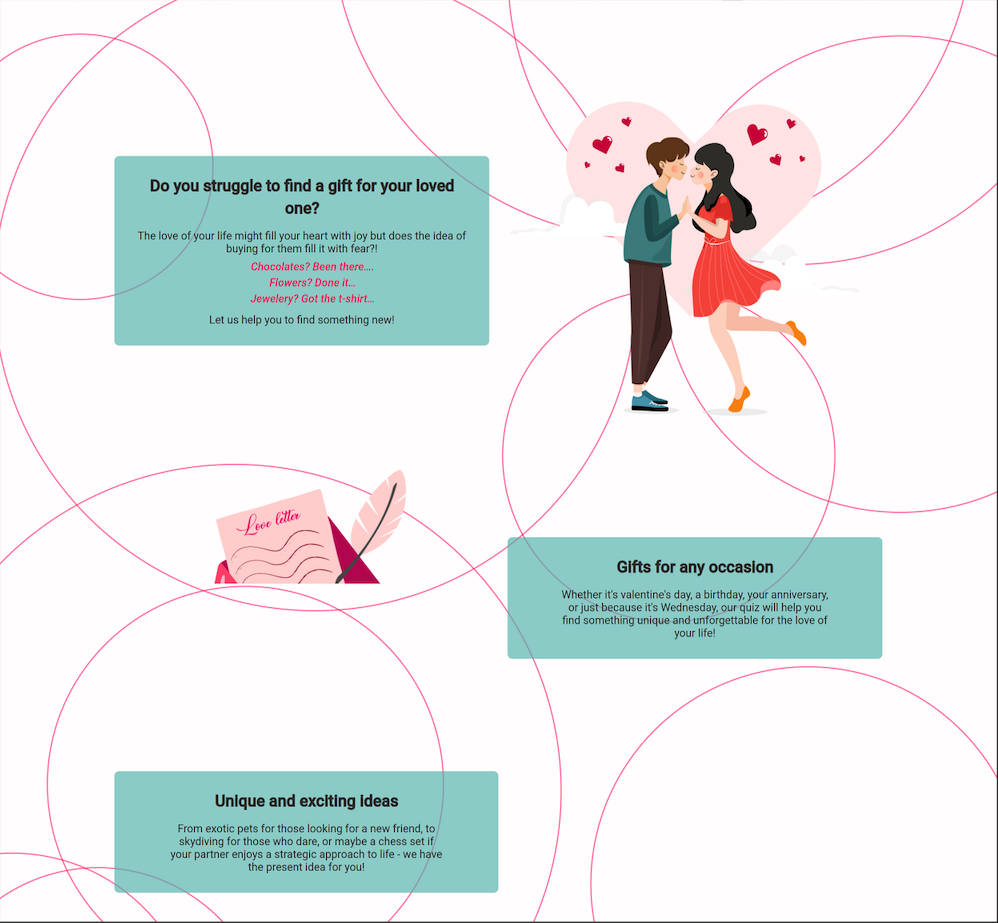 Do you struggle to find a gift for your loved
one?
The love of your life might fill your heart with joy but does the idea of
buying for them fill it with fear?!
Chocolates? Been there....
Flowers? Done it...
Jewelery? Got the t-shirt...
Let us help you to find something new!
Love letter
Gifts for any occasion
Whether it's valentine's day, a birthday, your anniversary,
or just because it's Wednesday, our quiz will help you
find something unique and unforgettable for the love of
your life!
Unique and exciting ideas
From exotic pets for those looking for a new friend, to
skydiving for those who dare, or maybe a chess set if
your partner enjoys a strategic approach to life - we have
the present idea for you!